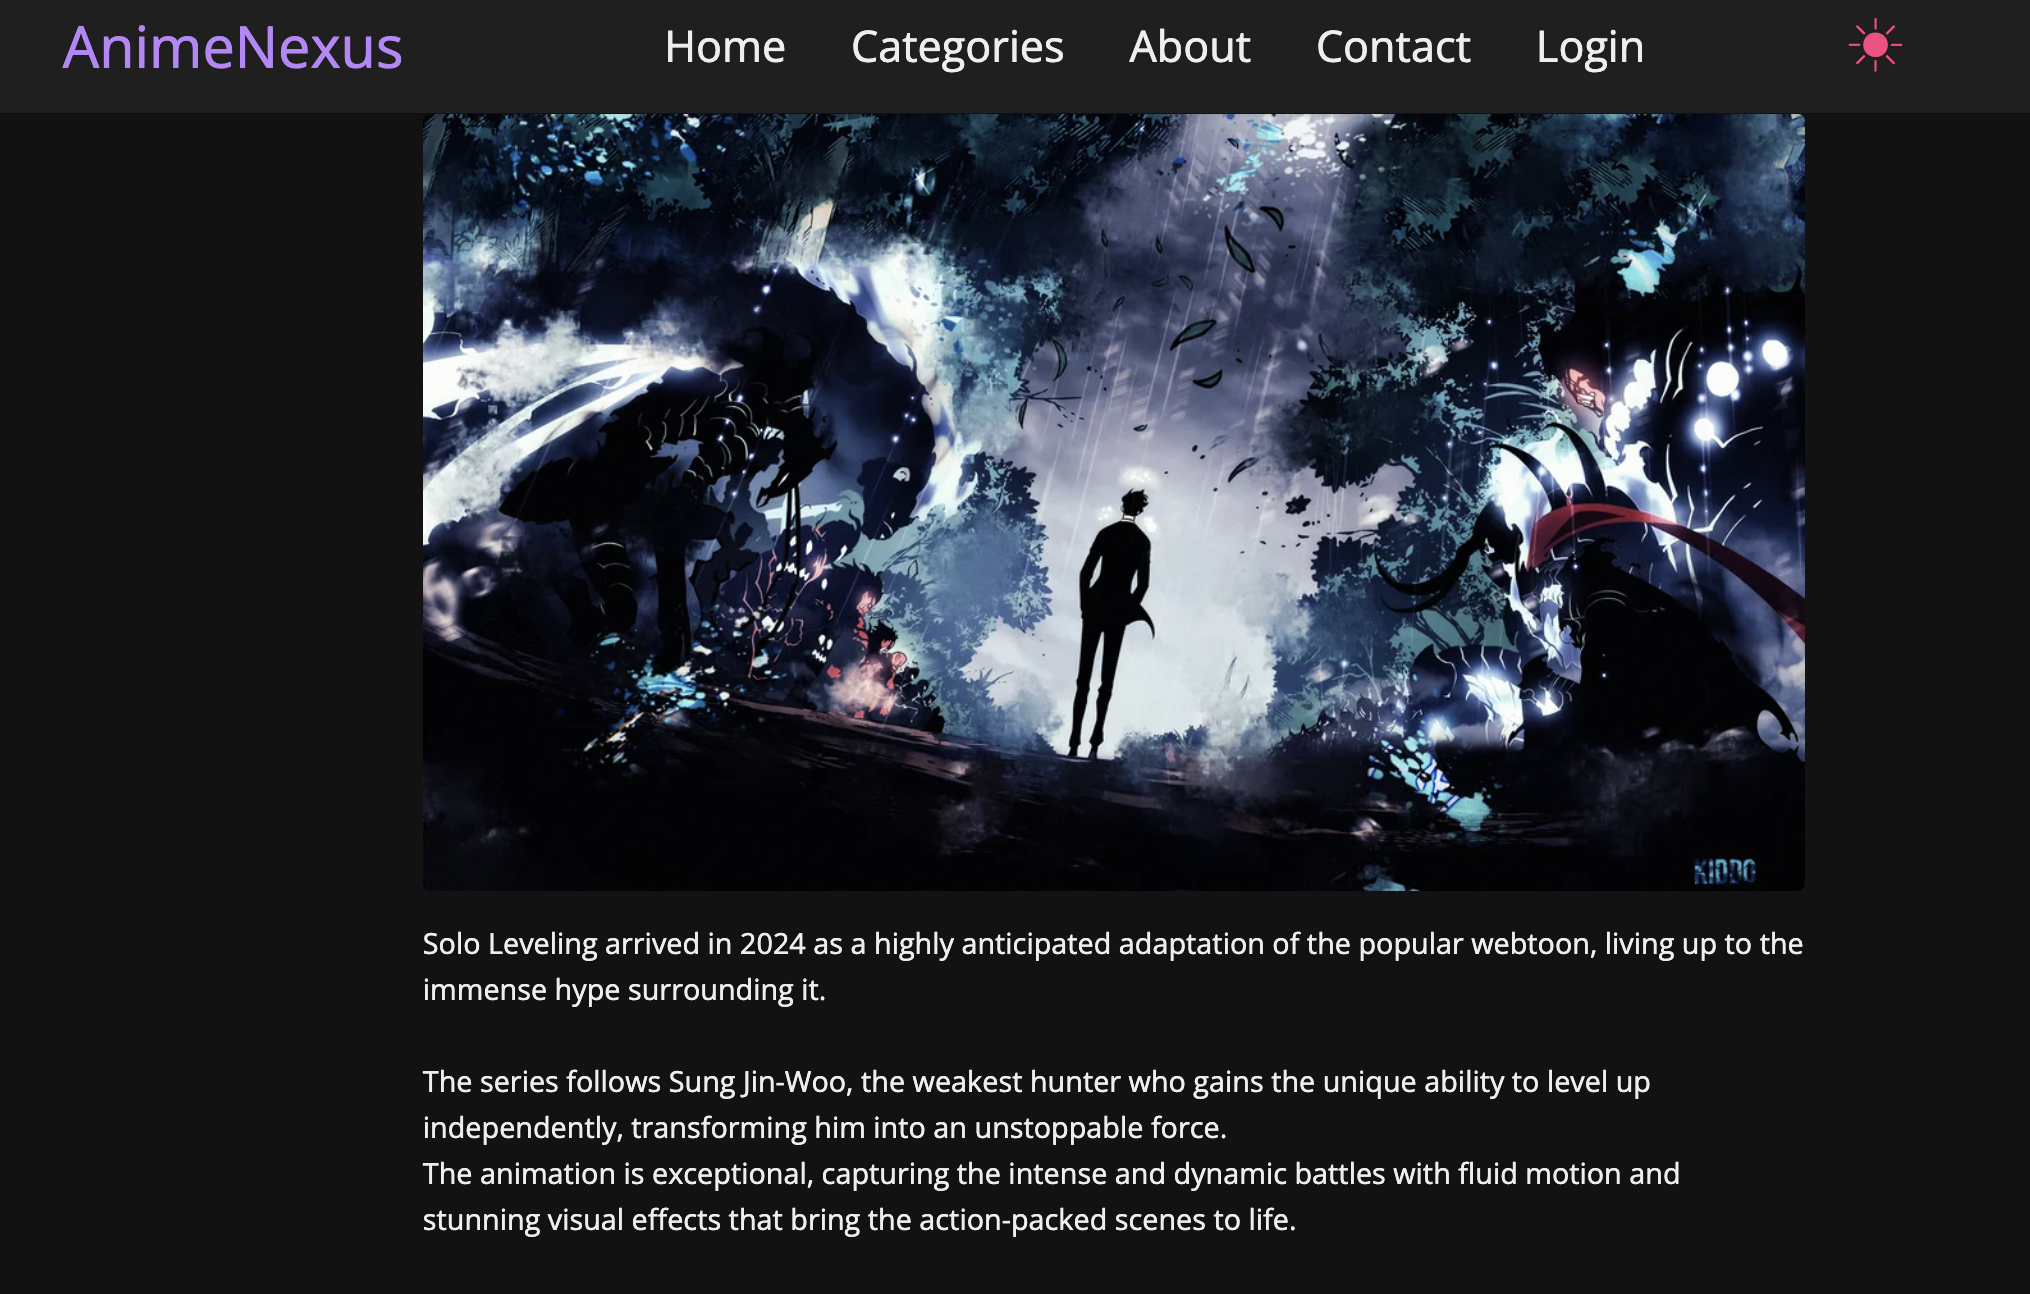 AnimeNexus
Home Categories About Contact Login
KIDDO
Solo Leveling arrived in 2024 as a highly anticipated adaptation of the popular webtoon, living up to the
immense hype surrounding it.
The series follows Sung Jin-Woo, the weakest hunter who gains the unique ability to level up
independently, transforming him into an unstoppable force.
The animation is exceptional, capturing the intense and dynamic battles with fluid motion and
stunning visual effects that bring the action-packed scenes to life.